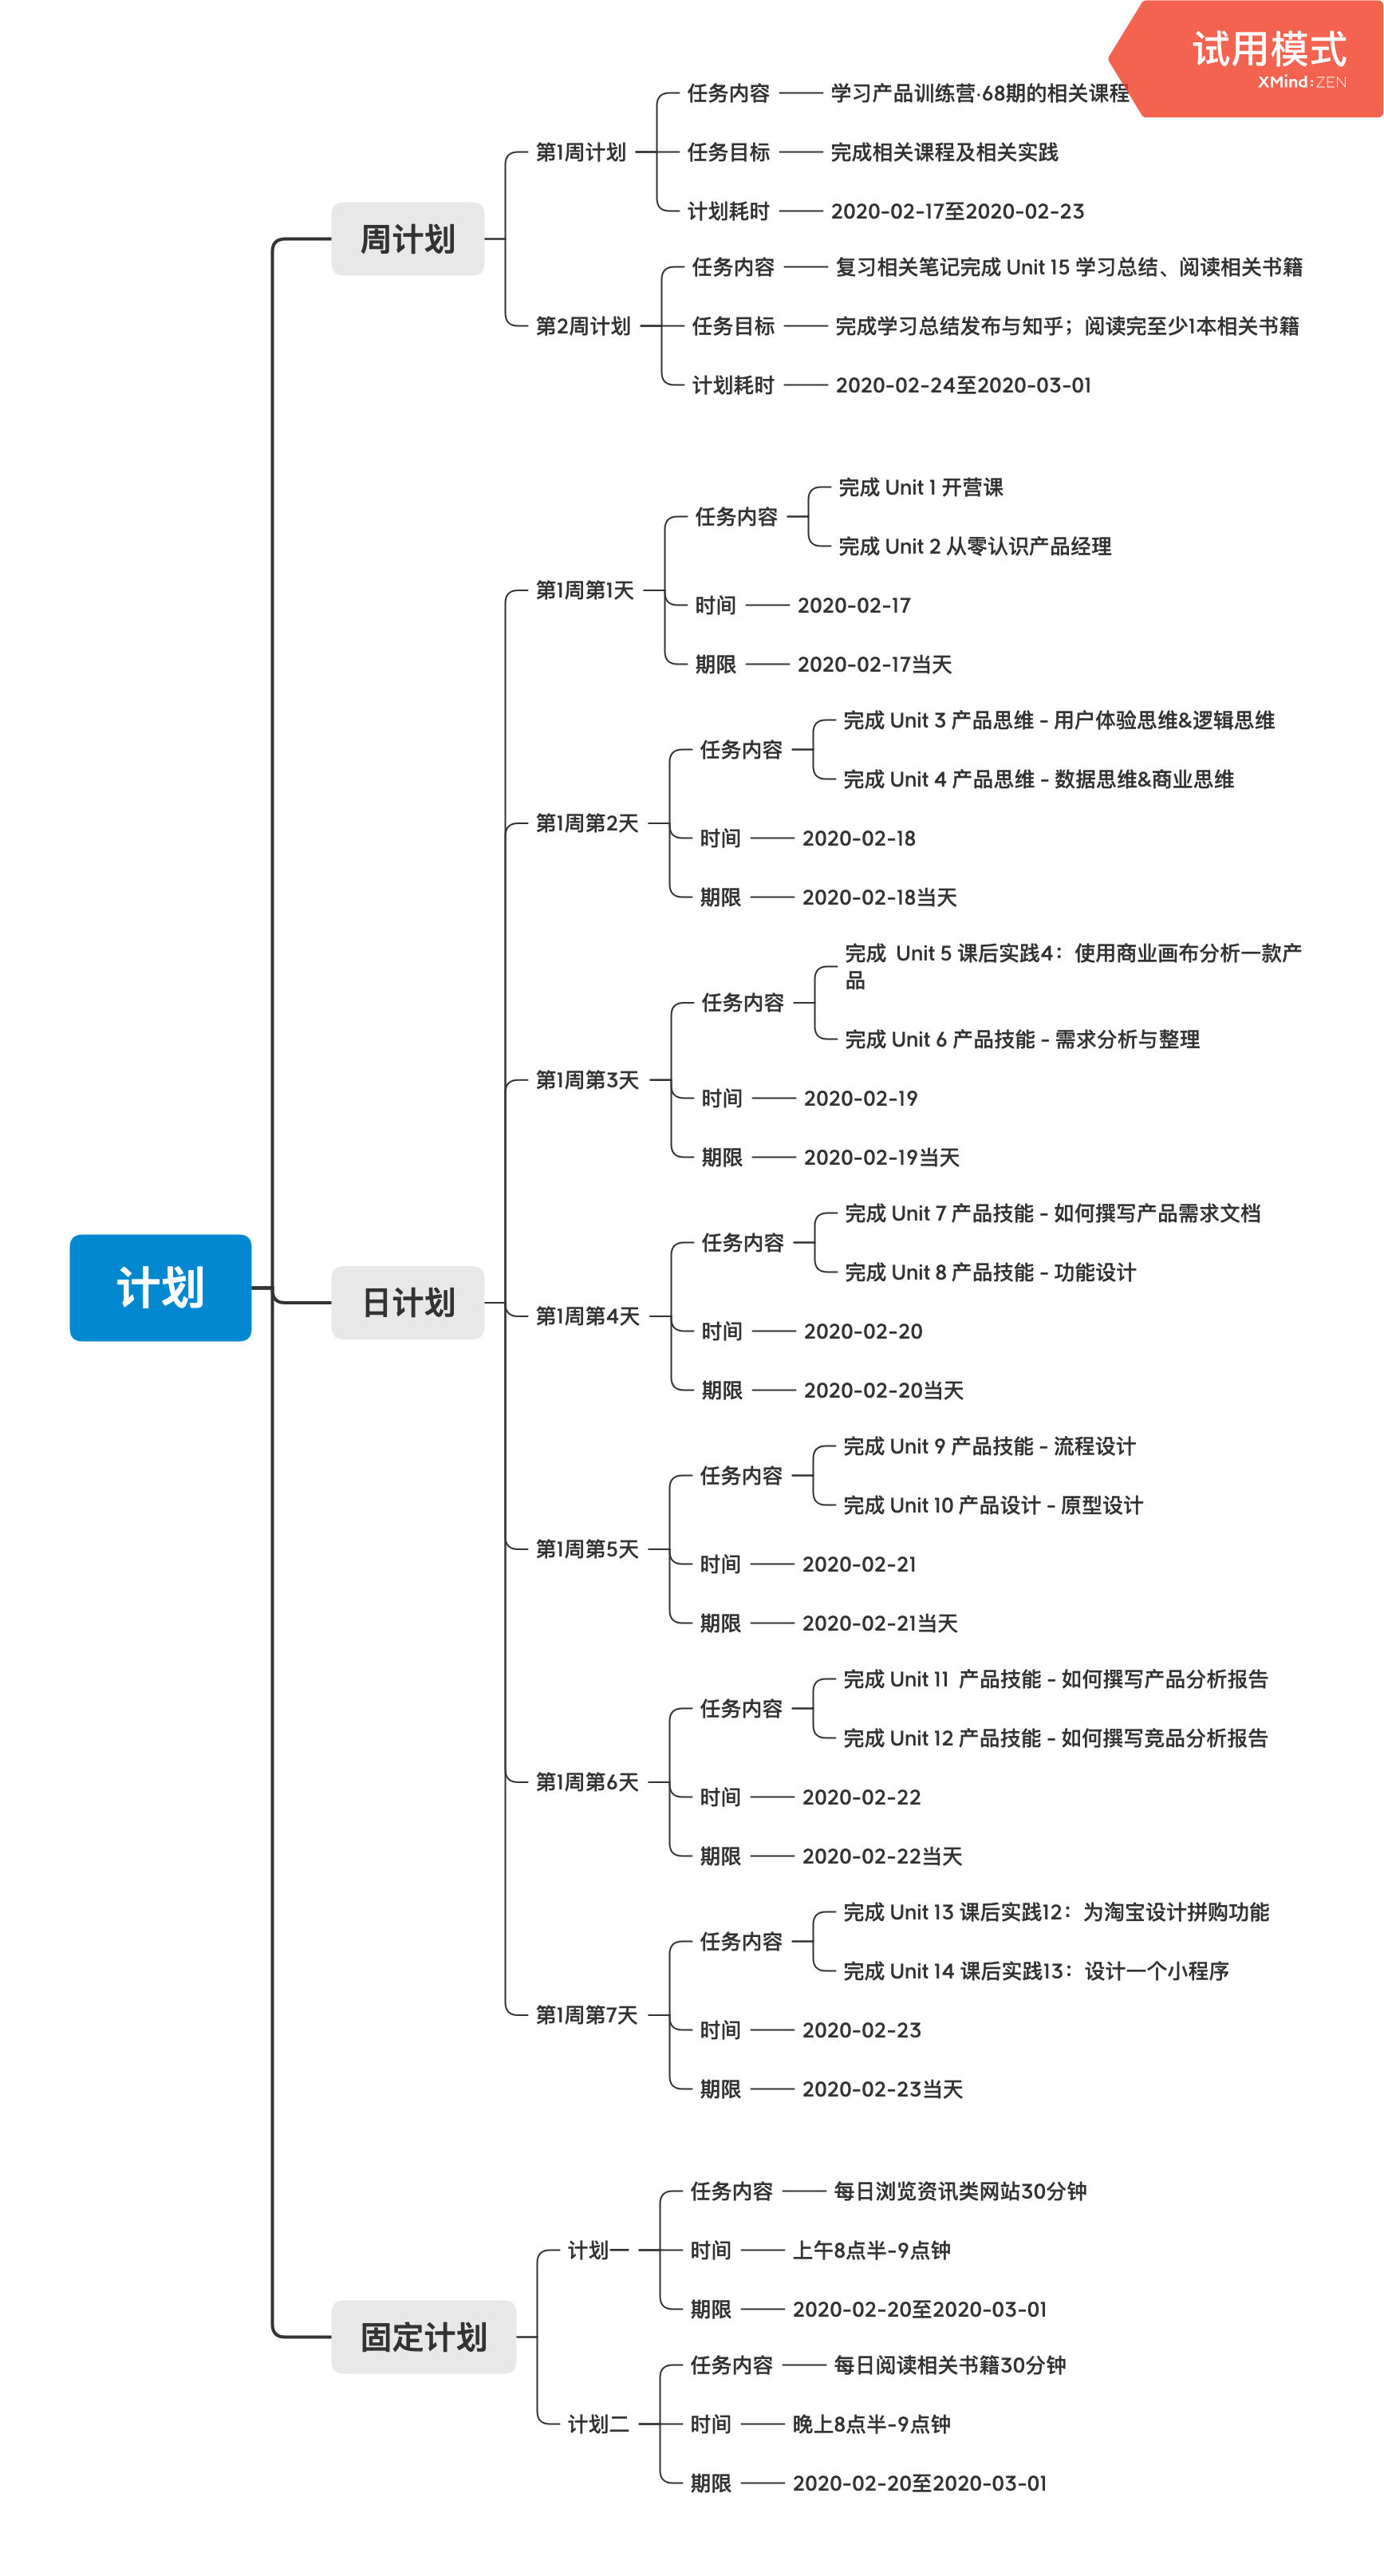 试用模式
XMind:ZEN
计划
周计划
第1周计划
任务内容
学习产品训练营·68期的相关课程
任务目标
完成相关课程及相关实践
计划耗时
2020-02-17至2020-02-23
第2周计划
任务内容
复习相关笔记完成 Unit 15 学习总结、阅读相关书籍
任务目标
完成学习总结发布与知乎；阅读完至少1本相关书籍
计划耗时
2020-02-24至2020-03-01
日计划
第1周第1天
任务内容
完成 Unit 1 开营课
完成 Unit 2 从零认识产品经理
时间
2020-02-17
期限
2020-02-17当天
第1周第2天
任务内容
完成 Unit 3 产品思维 - 用户体验思维&逻辑思维
完成 Unit 4 产品思维 - 数据思维&商业思维
时间
2020-02-18
期限
2020-02-18当天
第1周第3天
任务内容
完成  Unit 5 课后实践4：使用商业画布分析一款产
品
完成 Unit 6 产品技能 - 需求分析与整理
时间
2020-02-19
期限
2020-02-19当天
第1周第4天
任务内容
完成 Unit 7 产品技能 - 如何撰写产品需求文档
完成 Unit 8 产品技能 - 功能设计
时间
2020-02-20
期限
2020-02-20当天
第1周第5天
任务内容
完成 Unit 9 产品技能 - 流程设计
完成 Unit 10 产品设计 - 原型设计
时间
2020-02-21
期限
2020-02-21当天
第1周第6天
任务内容
完成 Unit 11  产品技能 - 如何撰写产品分析报告
完成 Unit 12 产品技能 - 如何撰写竞品分析报告
时间
2020-02-22
期限
2020-02-22当天
第1周第7天
任务内容
完成 Unit 13 课后实践12：为淘宝设计拼购功能
完成 Unit 14 课后实践13：设计一个小程序
时间
2020-02-23
期限
2020-02-23当天
固定计划
计划一
任务内容
每日浏览资讯类网站30分钟
时间
上午8点半-9点钟
期限
2020-02-20至2020-03-01
计划二
任务内容
每日阅读相关书籍30分钟
时间
晚上8点半-9点钟
期限
2020-02-20至2020-03-01